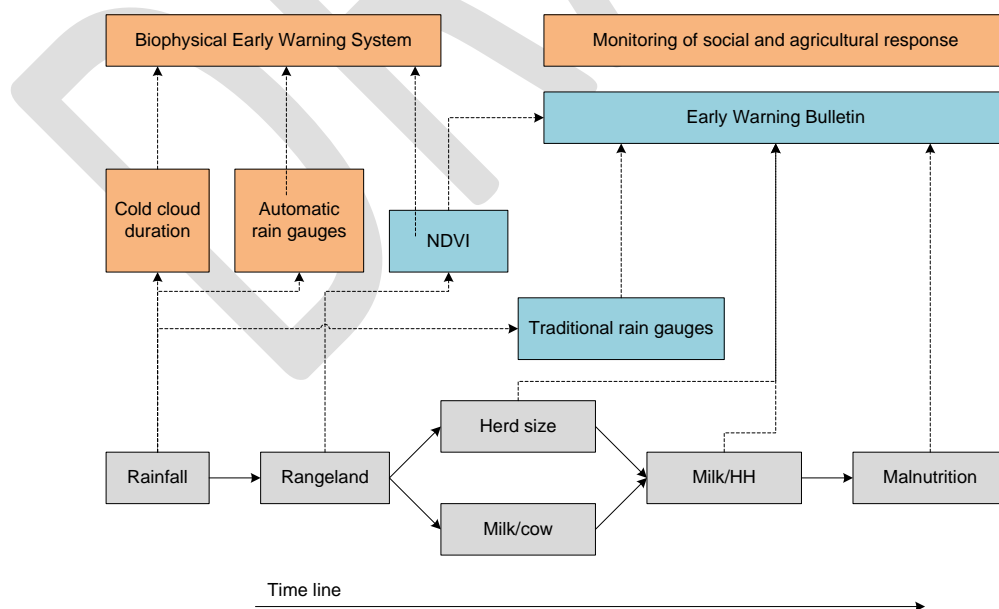 Biophysical Early Warning System
Monitoring of social and agricultural response
Early Warning Bulletin
Cold cloud
duration
Automatic
rain gauges
NDVI
Traditional rain gauges
Herd size
Rainfall
Rangeland
Milk/HH
Malnutrition
Milk/cow
Time line